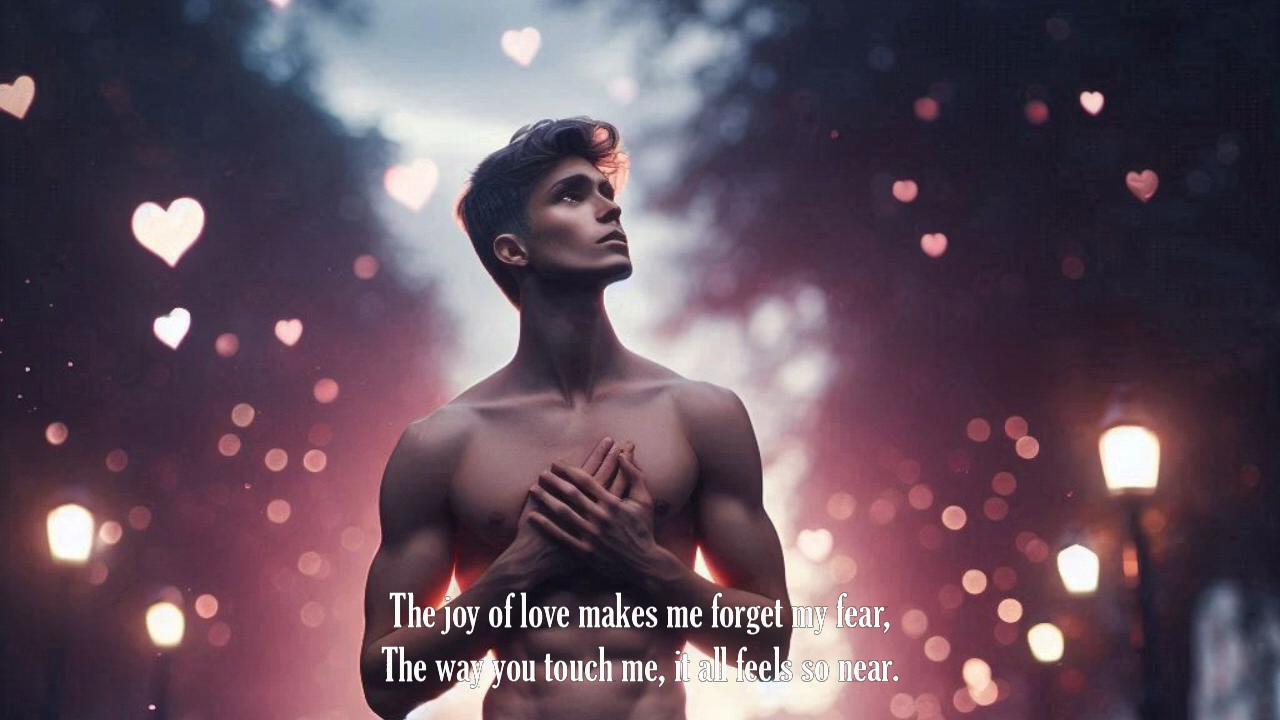 The joy of love makes me forget my fear,
The way you touch me, it all feels so near.